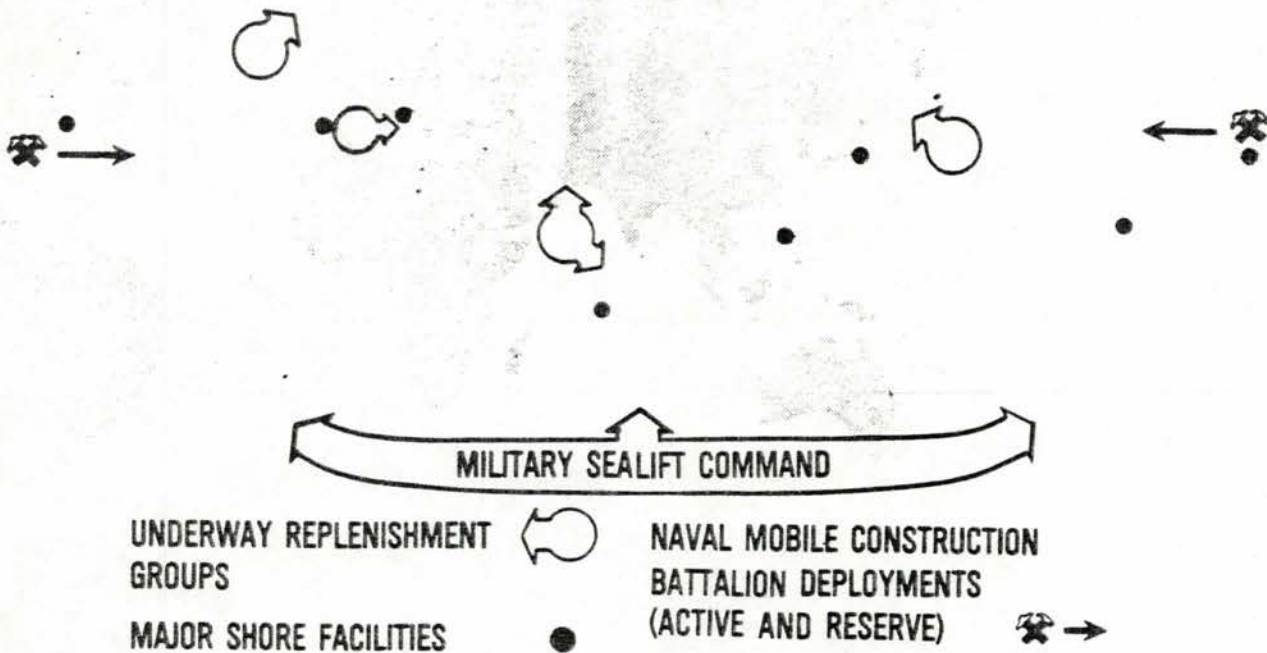 MILITARY SEALIFT COMMAND
UNDERWAY REPLENISHMENT
GROUPS
MAJOR SHORE FACILITIES
NAVAL MOBILE CONSTRUCTION
BATTALION DEPLOYMENTS
(ACTIVE AND RESERVE)